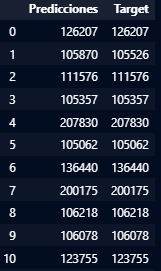 Predicciones Target
0 126207 126207
1 105870 105526
2 111576 111576
3 105357 105357
4 207830 207830
5 105062 105062
6 136440 136440
7 200175 200175
8 106218 106218
9 106078 106078
10 123755 123755